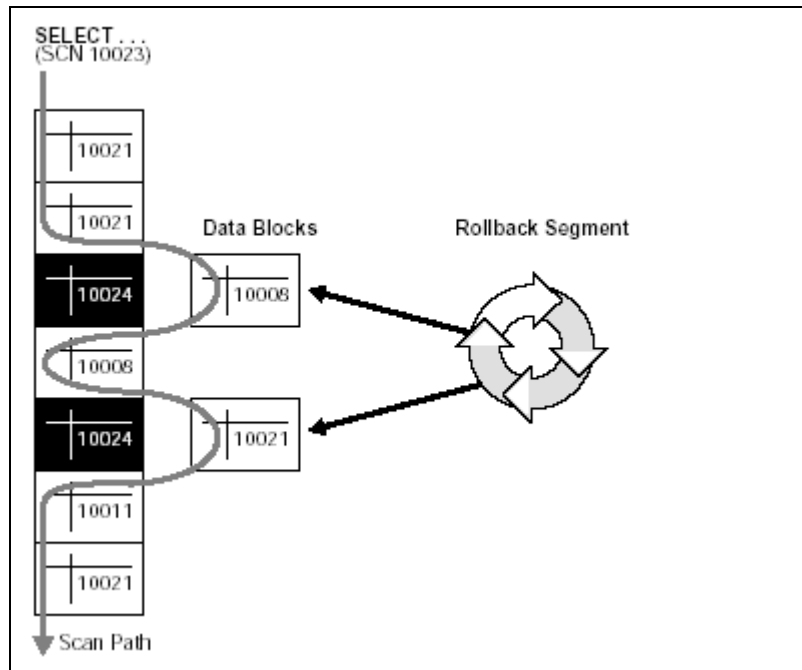 SELECT . . .
(SCN 10023)
10021
10021
Data Blocks
Rollback Segment
10024
10008
10008
10024
10021
10011
10021
Scan Path